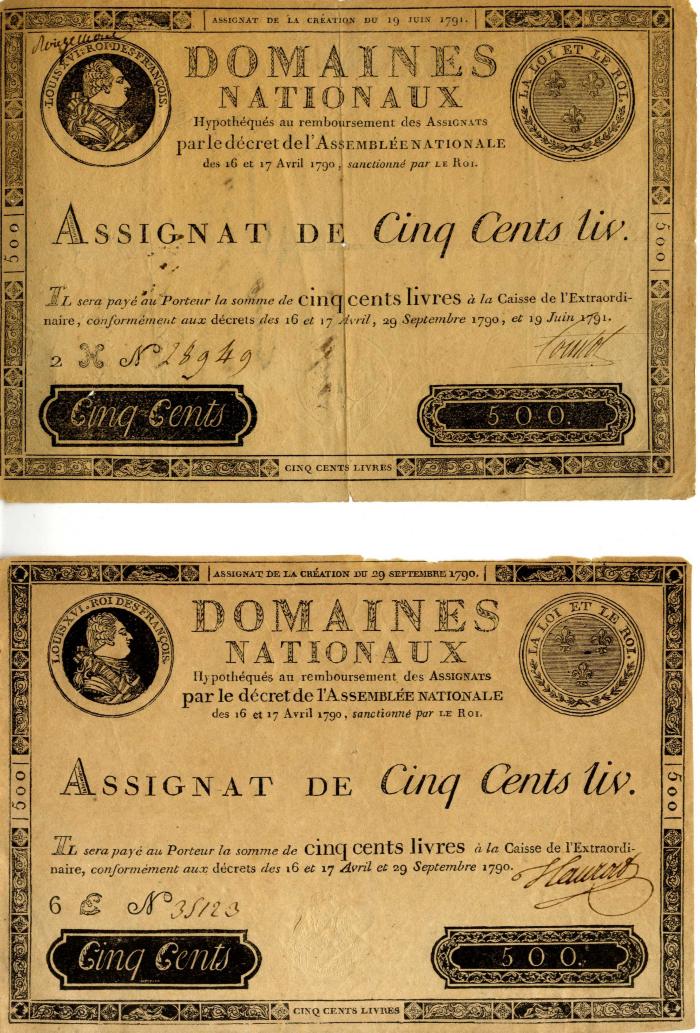 ASSIGNAT DE LA CRÉATION DU 19 JUIN 1791.
LOUIS XVI. ROI DES FRANÇOIS.
DOMAINES
NATIONAUX
LA LOI ET LE ROI.
Hypothéqués au remboursement des ASSIGNATS
par le décret de l'ASSEMBLÉE NATIONALE
des 16 et 17 Avril 1790, sanctionné par LE ROI.
500
500
ASSIGNAT DE Cinq Cents liv.
IL sera payé au Porteur la somme de cinq cents livres à la Caisse de l'Extraordi-
naire, conformément aux décrets des 16 et 17 Avril, 29 Septembre 1790, et 19 Juin 1791.
2 N 28949
Cinq Cents
500.
CINQ CENTS LIVRES
ASSIGNAT DE LA CRÉATION DU 29 SEPTEMBRE 1790.
LOUIS XVI. ROI DES FRANÇOIS.
DOMAINES
NATIONAUX
LA LOI ET LE ROI.
Hypothéqués au remboursement des ASSIGNATS
par le décret de l'ASSEMBLÉE NATIONALE
des 16 et 17 Avril 1790, sanctionné par LE ROI.
500
500
ASSIGNAT DE Cinq Cents liv.
IL sera payé au Porteur la somme de cinq cents livres à la Caisse de l'Extraordi-
naire, conformément aux décrets des 16 et 17 Avril et 29 Septembre 1790.
6 N 35123
Cinq Cents
500.
CINQ CENTS LIVRES